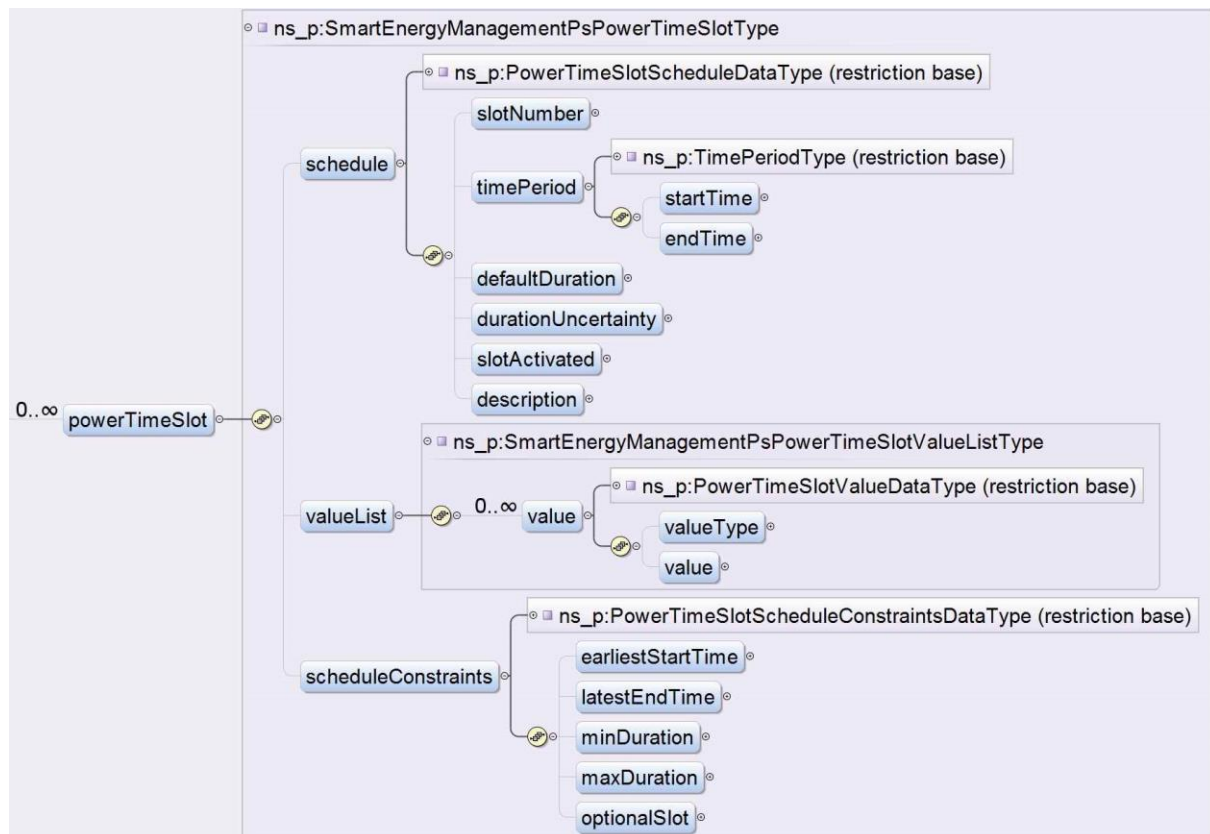 ns_p:SmartEnergyManagementPsPowerTimeSlotType
ns_p:PowerTimeSlotScheduleDataType (restriction base)
slotNumber
schedule
timePeriod
ns_p:TimePeriodType (restriction base)
startTime
endTime
defaultDuration
durationUncertainty
slotActivated
description
0..∞ powerTimeSlot
ns_p:SmartEnergyManagementPsPowerTimeSlotValueListType
valueList
0..∞ value
ns_p:PowerTimeSlotValueDataType (restriction base)
valueType
value
ns_p:PowerTimeSlotScheduleConstraintsDataType (restriction base)
scheduleConstraints
earliestStartTime
latestEndTime
minDuration
maxDuration
optionalSlot